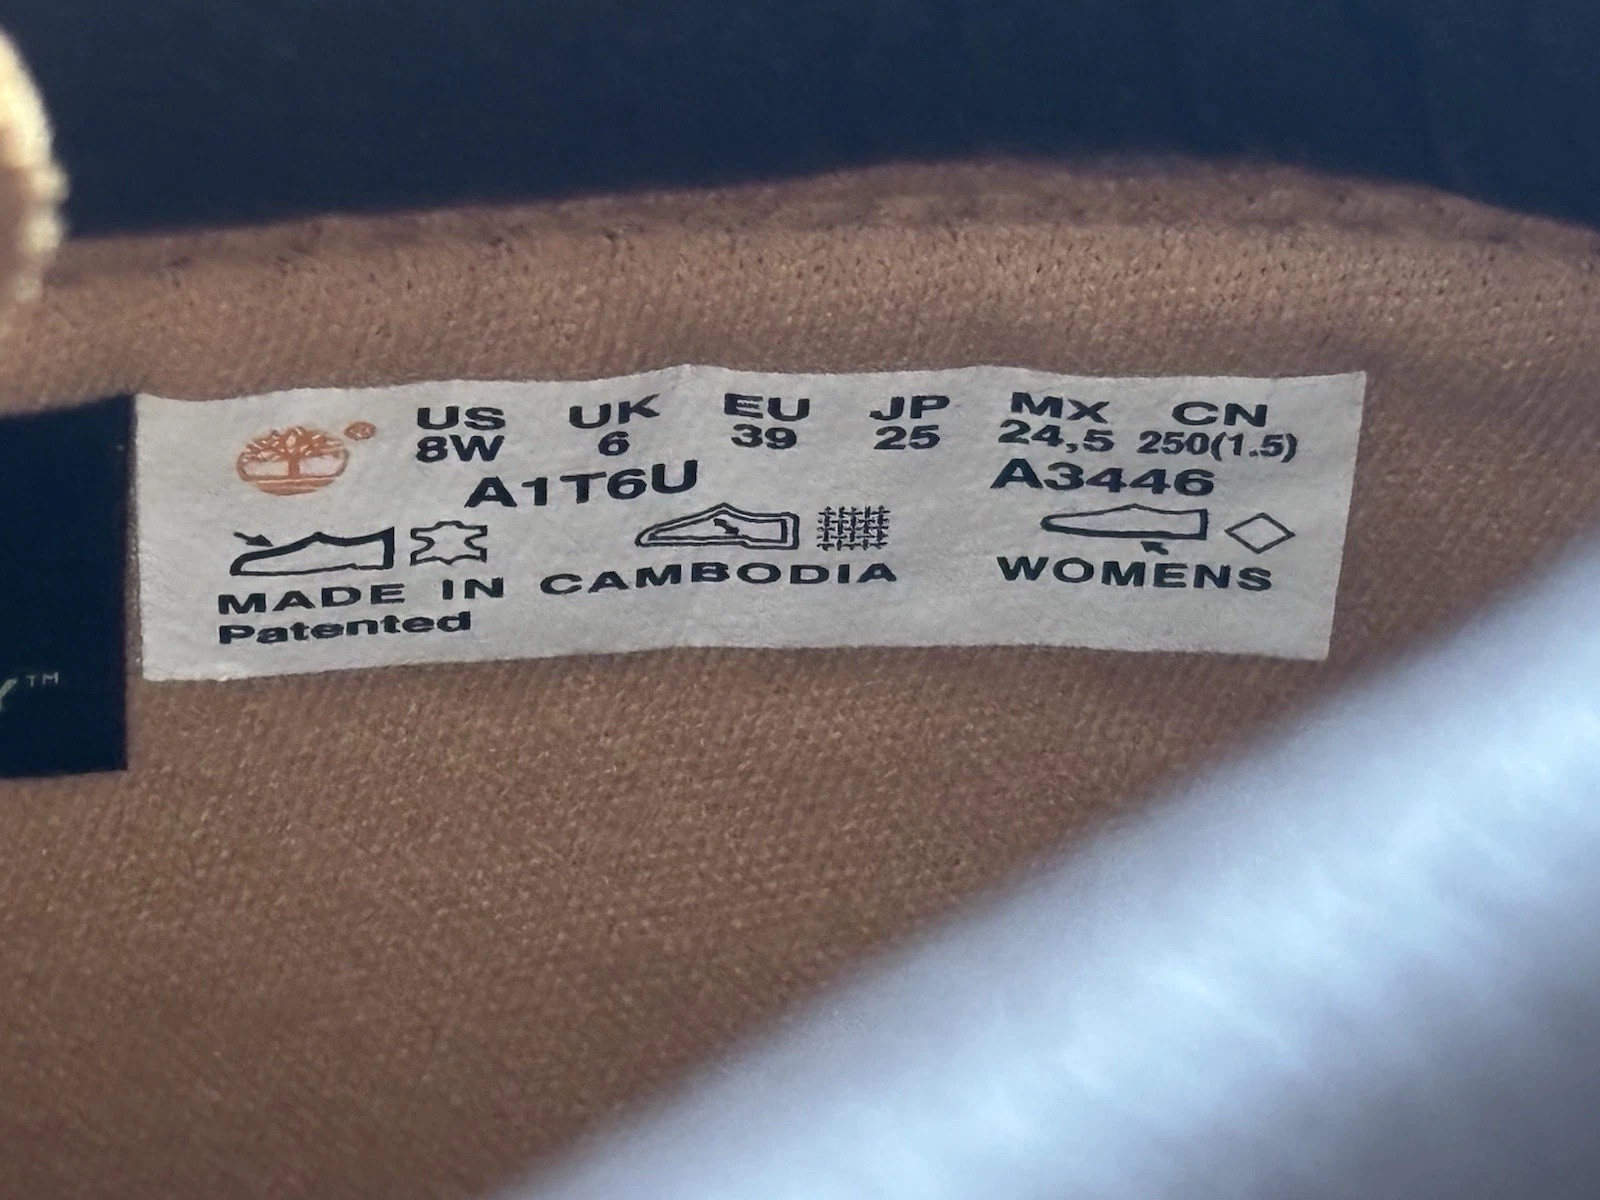 US UK EU JP MX CN
8W 6 39 25 24,5 250(1.5)
A1T6U A3446
MADE IN CAMBODIA WOMENS
Patented
Y™